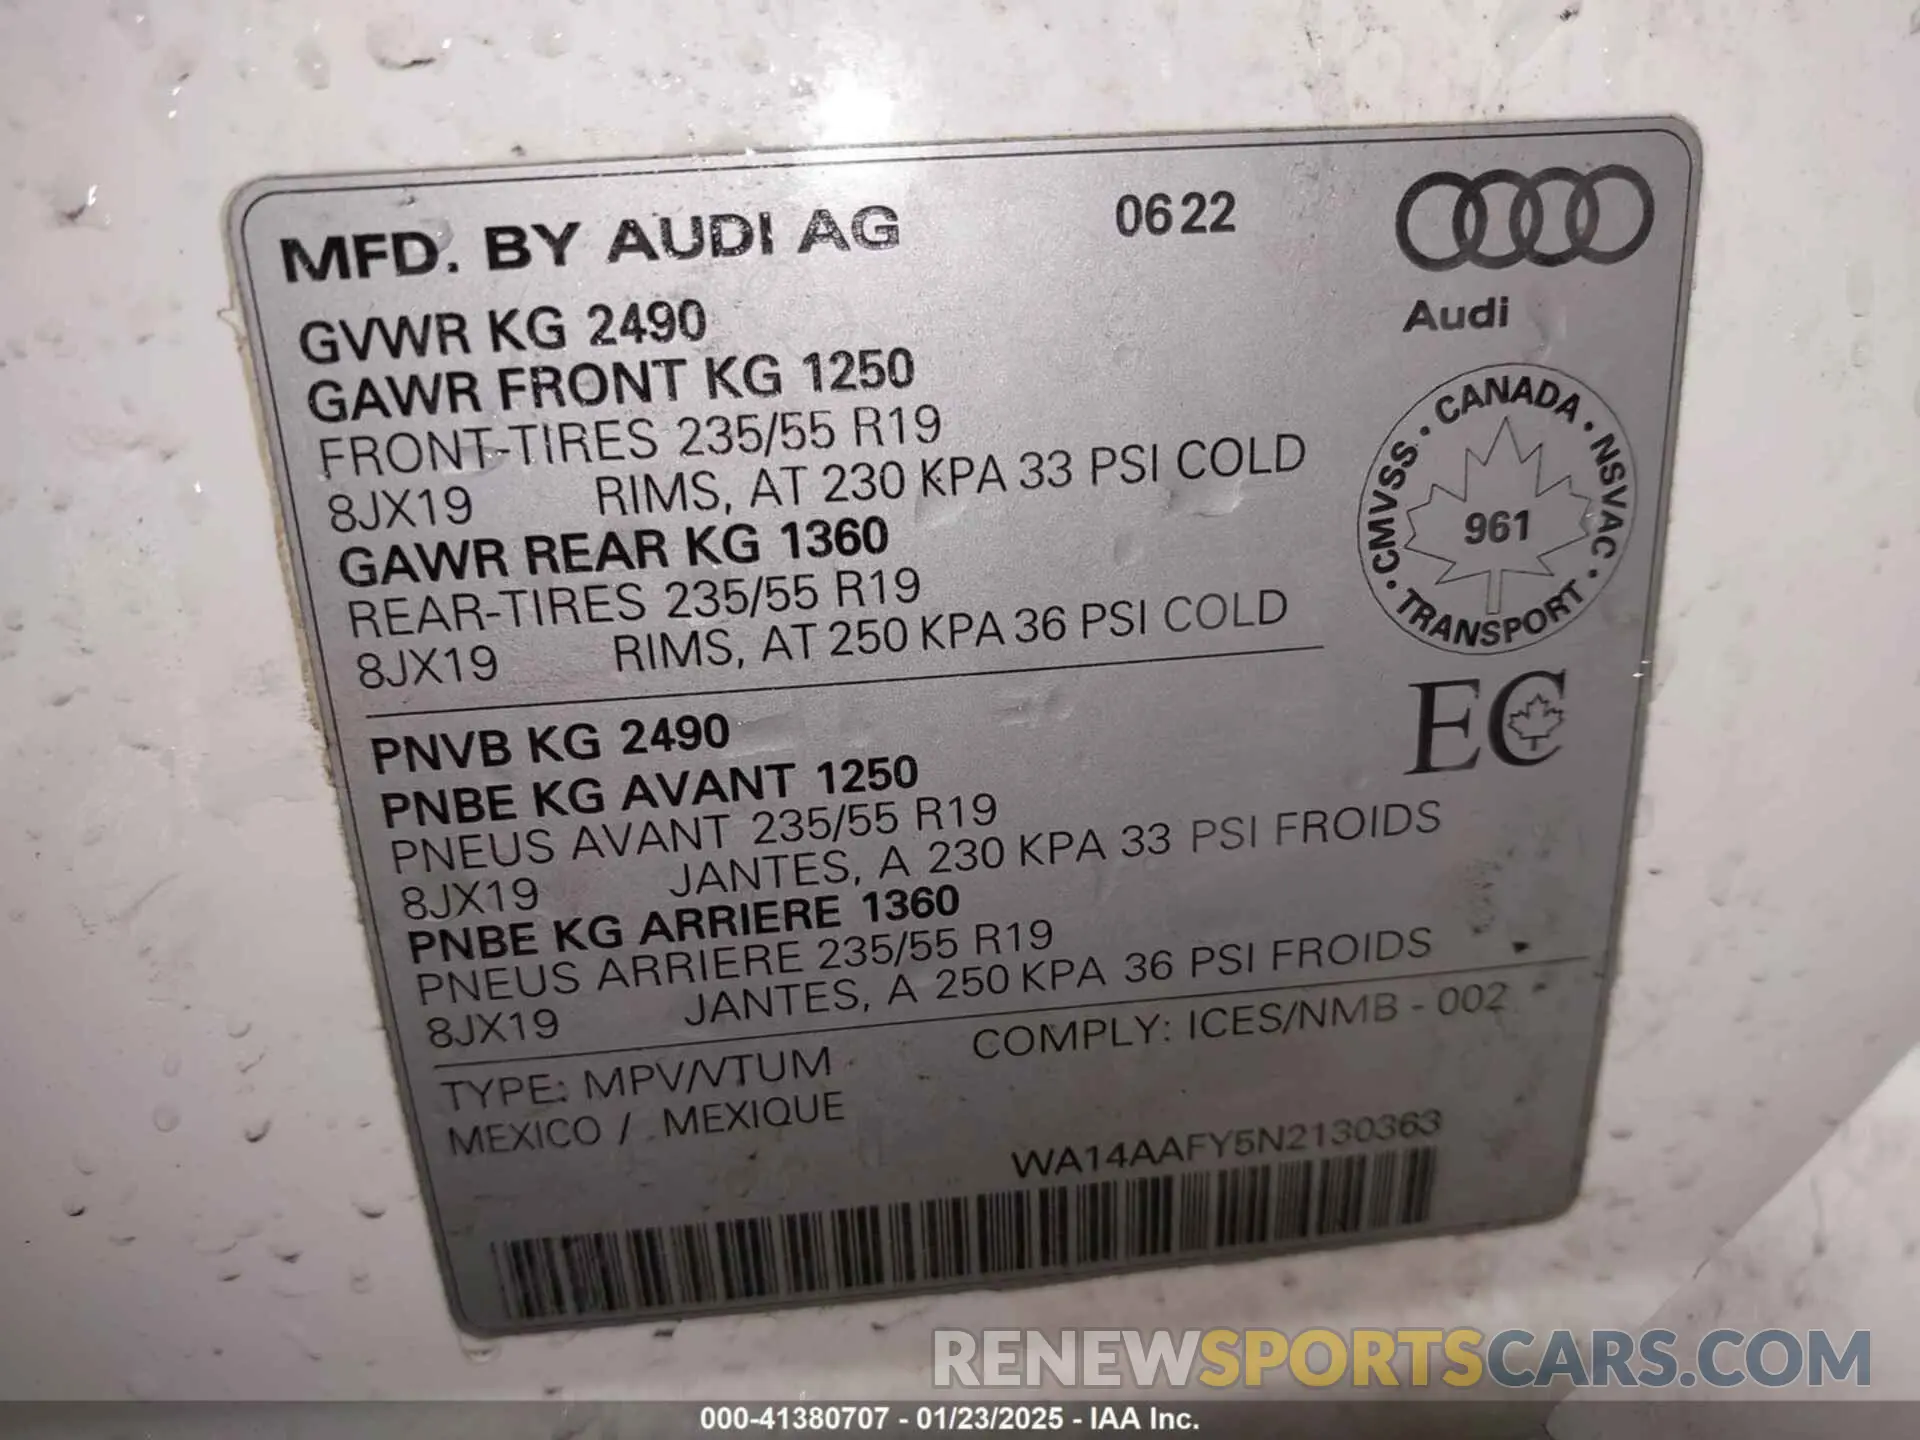 MFD. BY AUDI AG 0622
Audi
GVWR KG 2490
GAWR FRONT KG 1250
FRONT-TIRES 235/55 R19
8JX19 RIMS, AT 230 KPA 33 PSI COLD
GAWR REAR KG 1360
REAR-TIRES 235/55 R19
8JX19 RIMS, AT 250 KPA 36 PSI COLD
CANADA · NSVAC · TRANSPORT · CMVSS ·
961
EC
PNVB KG 2490
PNBE KG AVANT 1250
PNEUS AVANT 235/55 R19
8JX19 JANTES, A 230 KPA 33 PSI FROIDS
PNBE KG ARRIERE 1360
PNEUS ARRIERE 235/55 R19
8JX19 JANTES, A 250 KPA 36 PSI FROIDS
TYPE: MPV/VTUM COMPLY: ICES/NMB - 002
MEXICO / MEXIQUE
WA14AAFY5N2130363
RENEWSPORTSCARS.COM
000-41380707 - 01/23/2025 - IAA Inc.